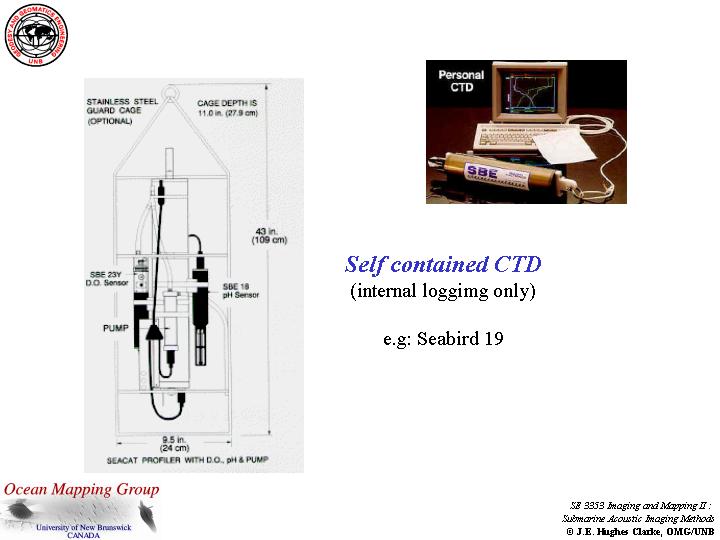 GEODESY AND GEOMATICS ENGINEERING
UNB
STAINLESS STEEL
GUARD CAGE
(OPTIONAL)
CAGE DEPTH IS
11.0 in. (27.9 cm)
43 in.
(109 cm)
SBE 23Y
D.O. Sensor
SBE 18
pH Sensor
PUMP
9.5 in.
(24 cm)
SEACAT PROFILER WITH D.O., pH & PUMP
Personal
CTD
SBE
Self contained CTD
(internal loggimg only)
e.g: Seabird 19
Ocean Mapping Group
University of New Brunswick
CANADA
SE 3353 Imaging and Mapping II :
Submarine Acoustic Imaging Methods
© J.E. Hughes Clarke, OMG/UNB